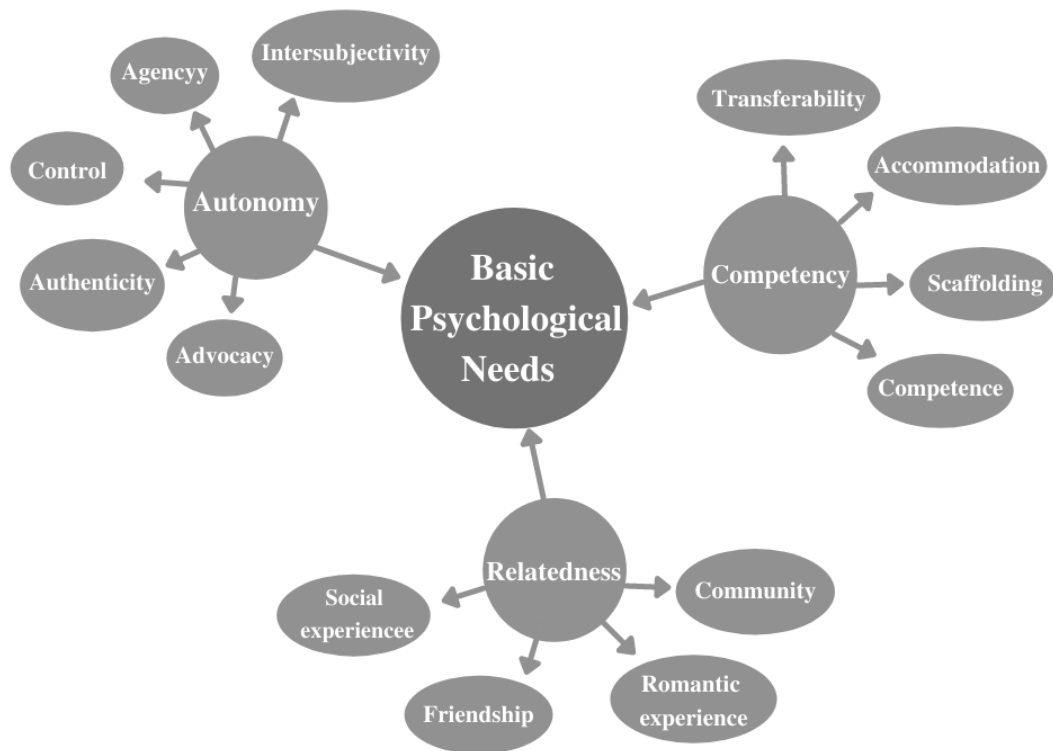 Intersubjectivity
Agencyy
Control
Autonomy
Authenticity
Advocacy
Basic
Psychological
Needs
Transferability
Accommodation
Competency
Scaffolding
Competence
Relatedness
Social
experiencee
Community
Friendship
Romantic
experience